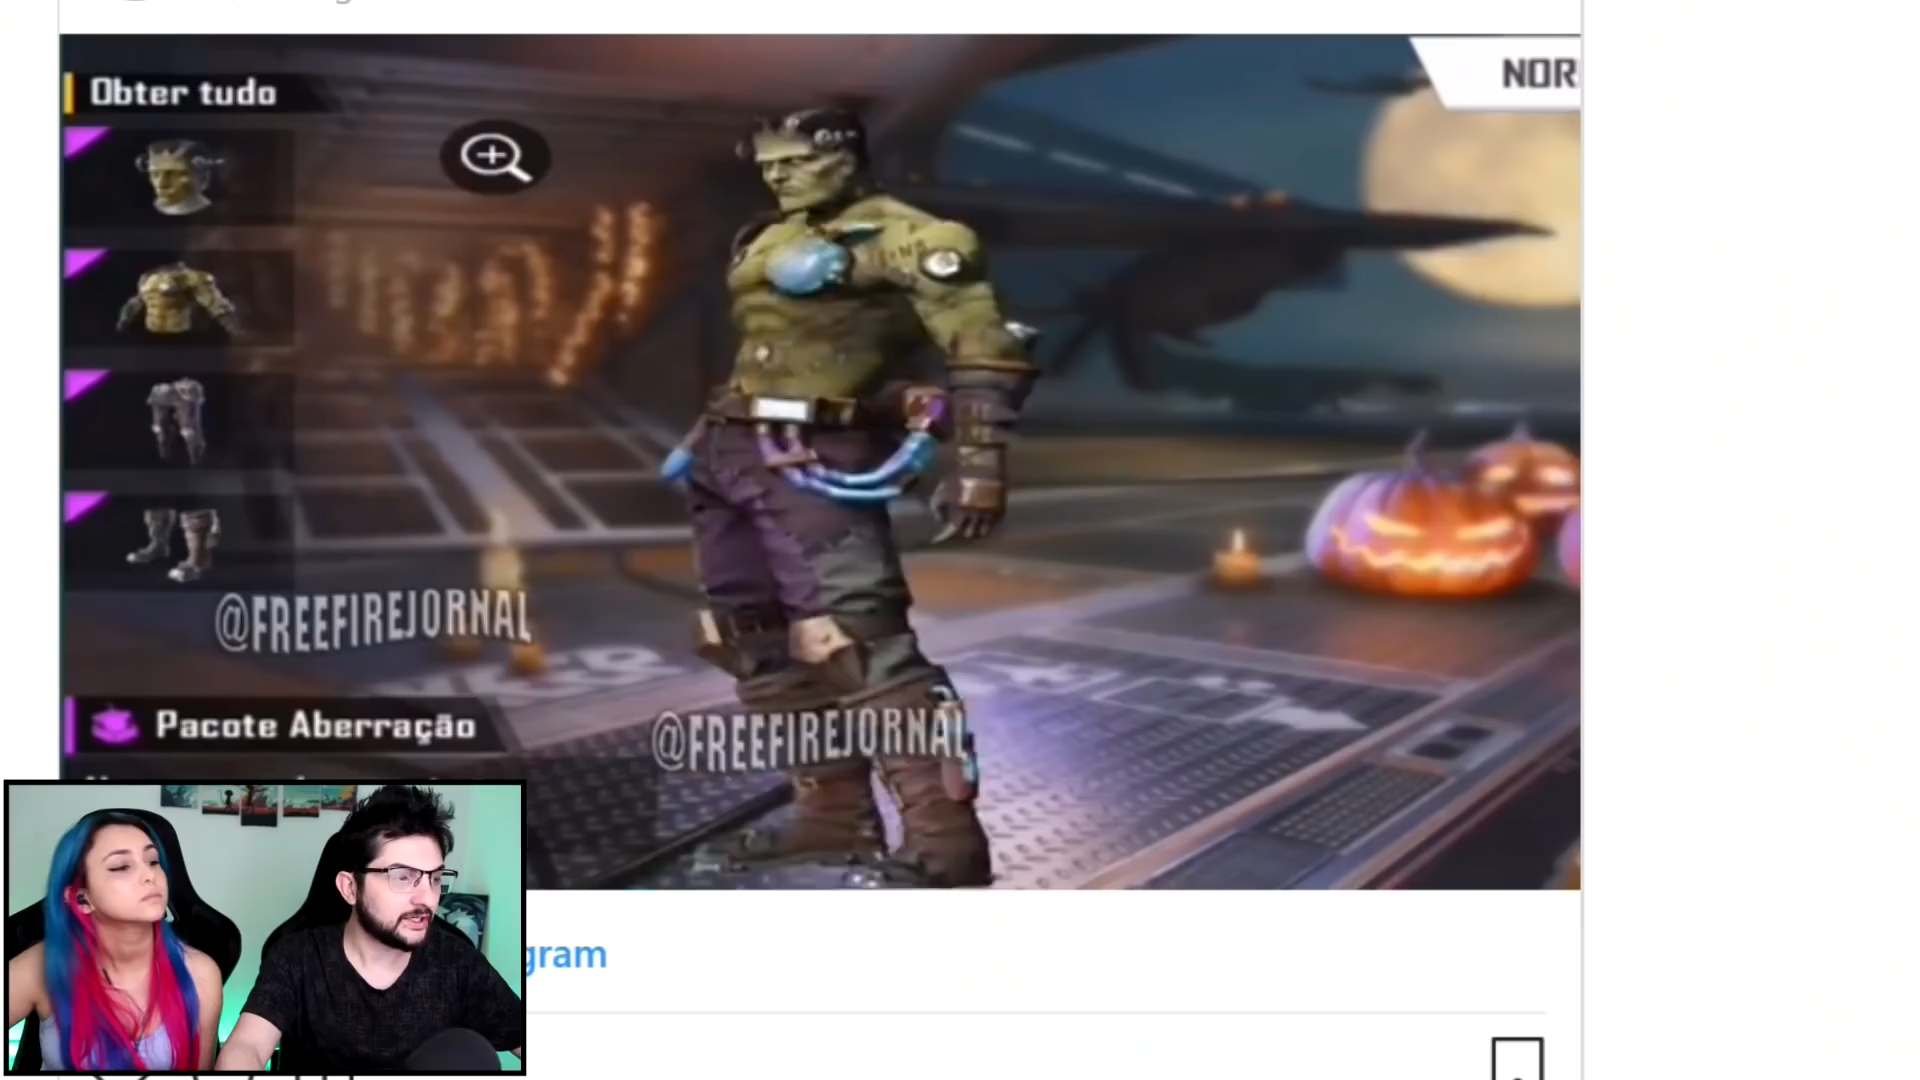 NOR
Obter tudo
@FREEFIREJORNAL
Pacote Aberração
@FREEFIREJORNAL
gram